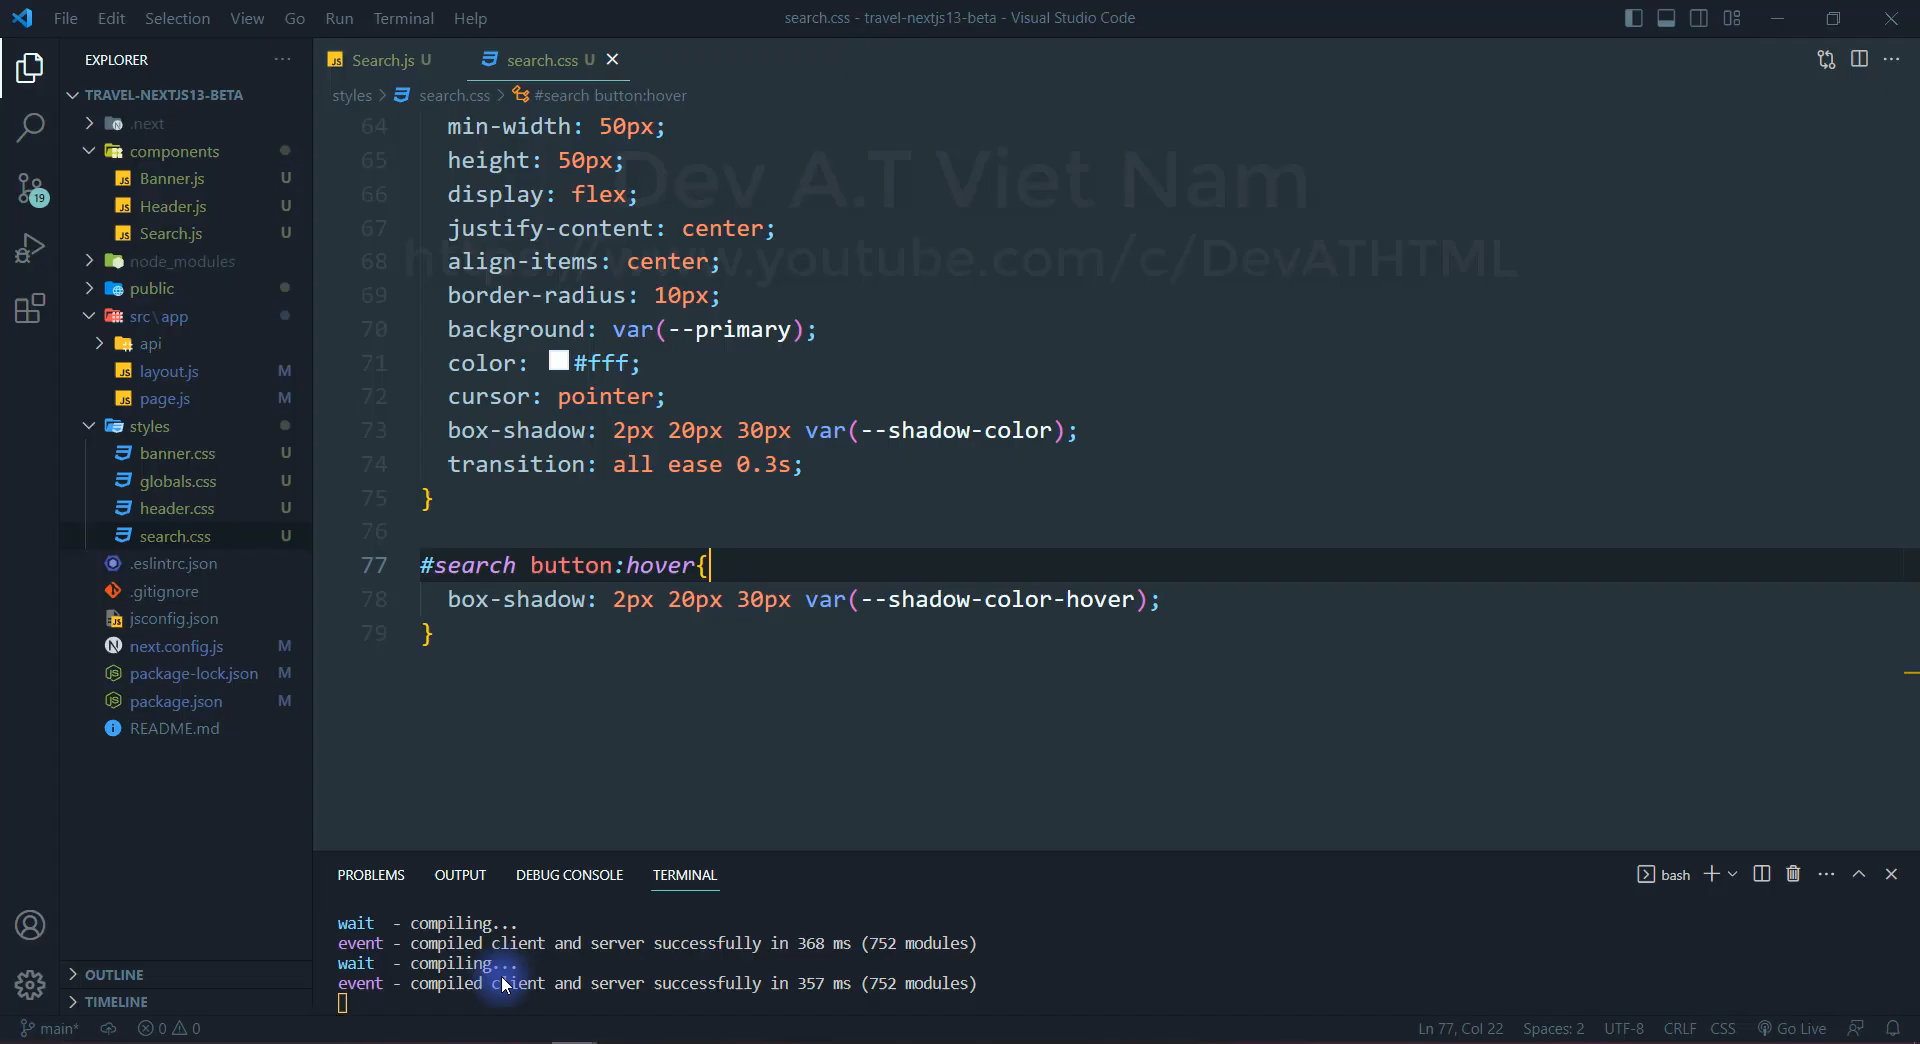 File Edit Selection View Go Run Terminal Help
search.css - travel-nextjs13-beta - Visual Studio Code
EXPLORER
TRAVEL-NEXTJS13-BETA
.next
components
Banner.js U
Header.js U
Search.js U
node_modules
public
src\app
api
layout.js M
page.js M
styles
banner.css U
globals.css U
header.css U
search.css U
.eslintrc.json
.gitignore
jsconfig.json
next.config.js M
package-lock.json M
package.json M
README.md
OUTLINE
TIMELINE
19
Search.js U
search.css U
styles > search.css > #search button:hover
Dev A.T Viet Nam
https://www.youtube.com/c/DevATHTML
64 min-width: 50px;
65 height: 50px;
66 display: flex;
67 justify-content: center;
68 align-items: center;
69 border-radius: 10px;
70 background: var(--primary);
71 color: #fff;
72 cursor: pointer;
73 box-shadow: 2px 20px 30px var(--shadow-color);
74 transition: all ease 0.3s;
75 }
76
77 #search button:hover{
78 box-shadow: 2px 20px 30px var(--shadow-color-hover);
79 }
PROBLEMS OUTPUT DEBUG CONSOLE TERMINAL
bash
wait - compiling...
event - compiled client and server successfully in 368 ms (752 modules)
wait - compiling...
event - compiled client and server successfully in 357 ms (752 modules)
main* 0 0
Ln 77, Col 22 Spaces: 2 UTF-8 CRLF CSS Go Live